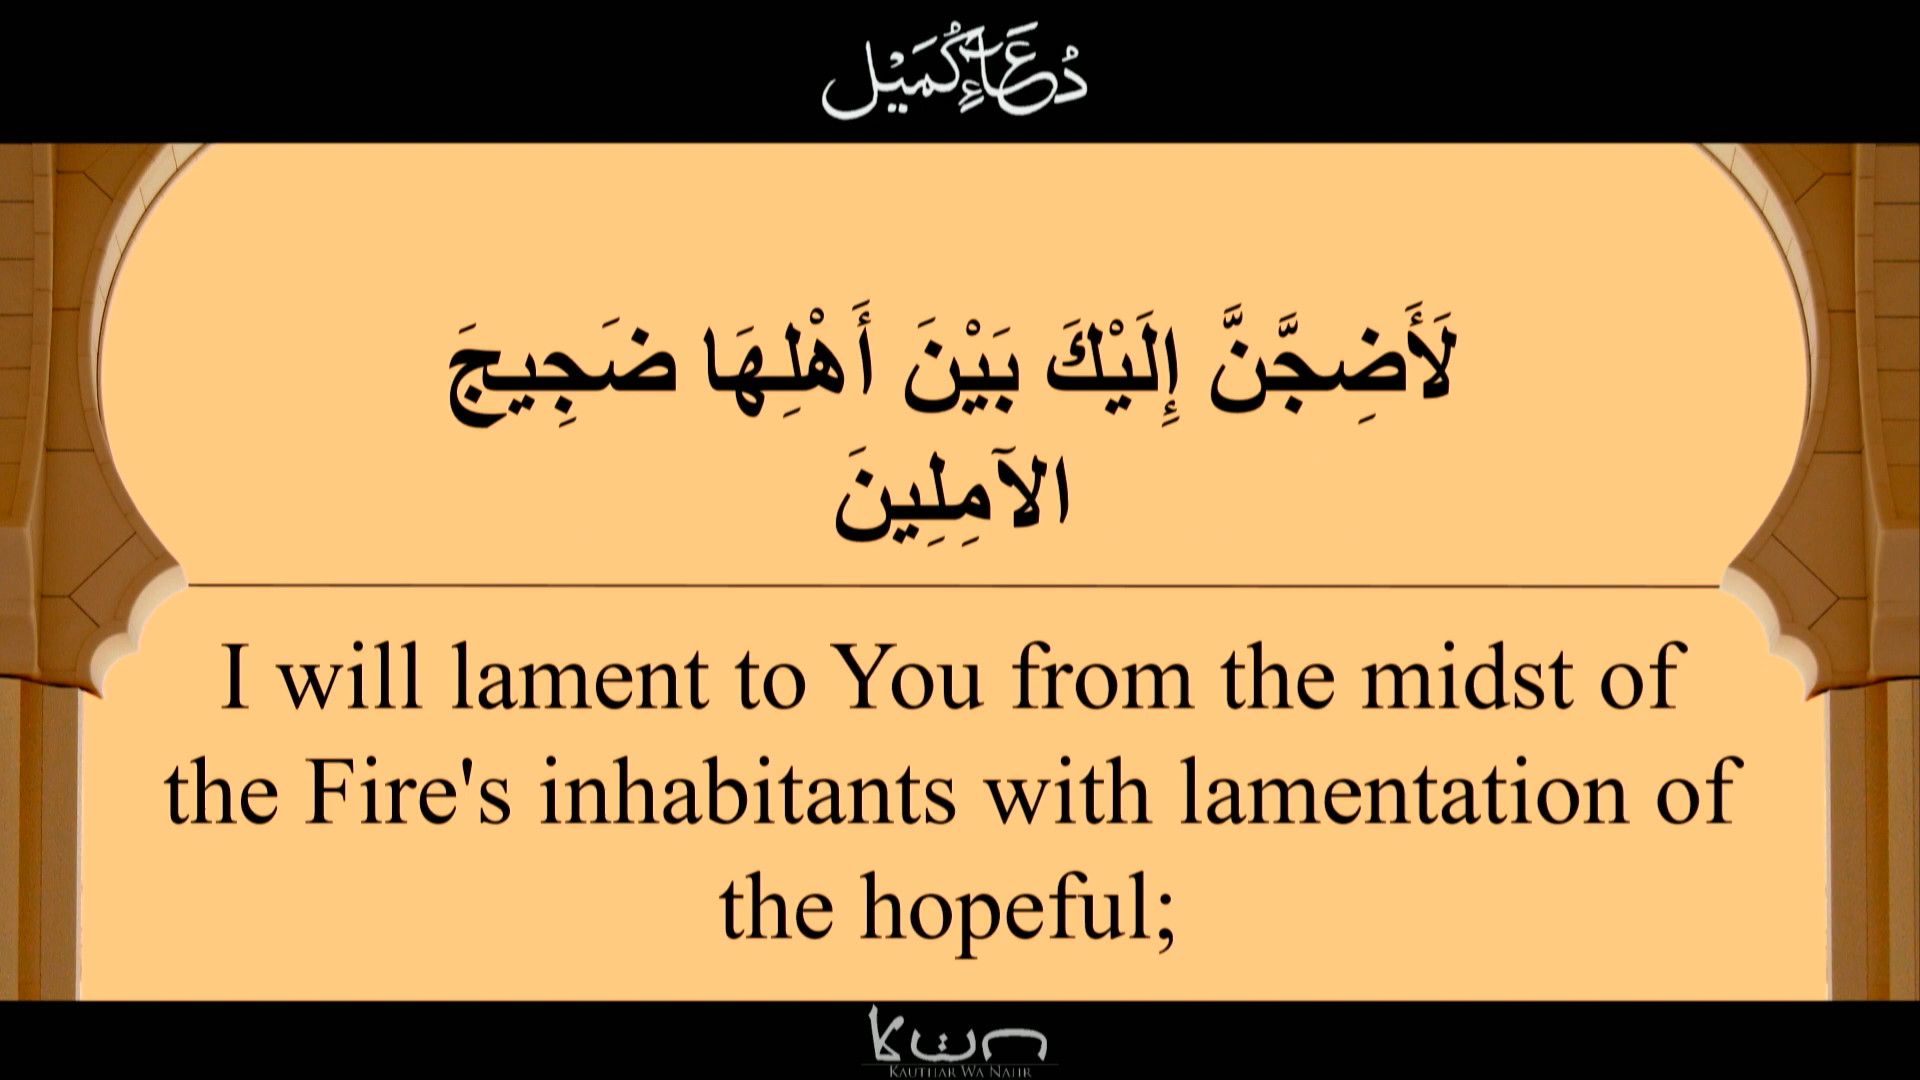 دُعَاءُ كُمَيْل
لَأَضِجَّنَّ إِلَيْكَ بَيْنَ أَهْلِهَا ضَجِيجَ
الآمِلِينَ
I will lament to You from the midst of
the Fire's inhabitants with lamentation of
the hopeful;
kwn
KAUTHAR WA NAHR